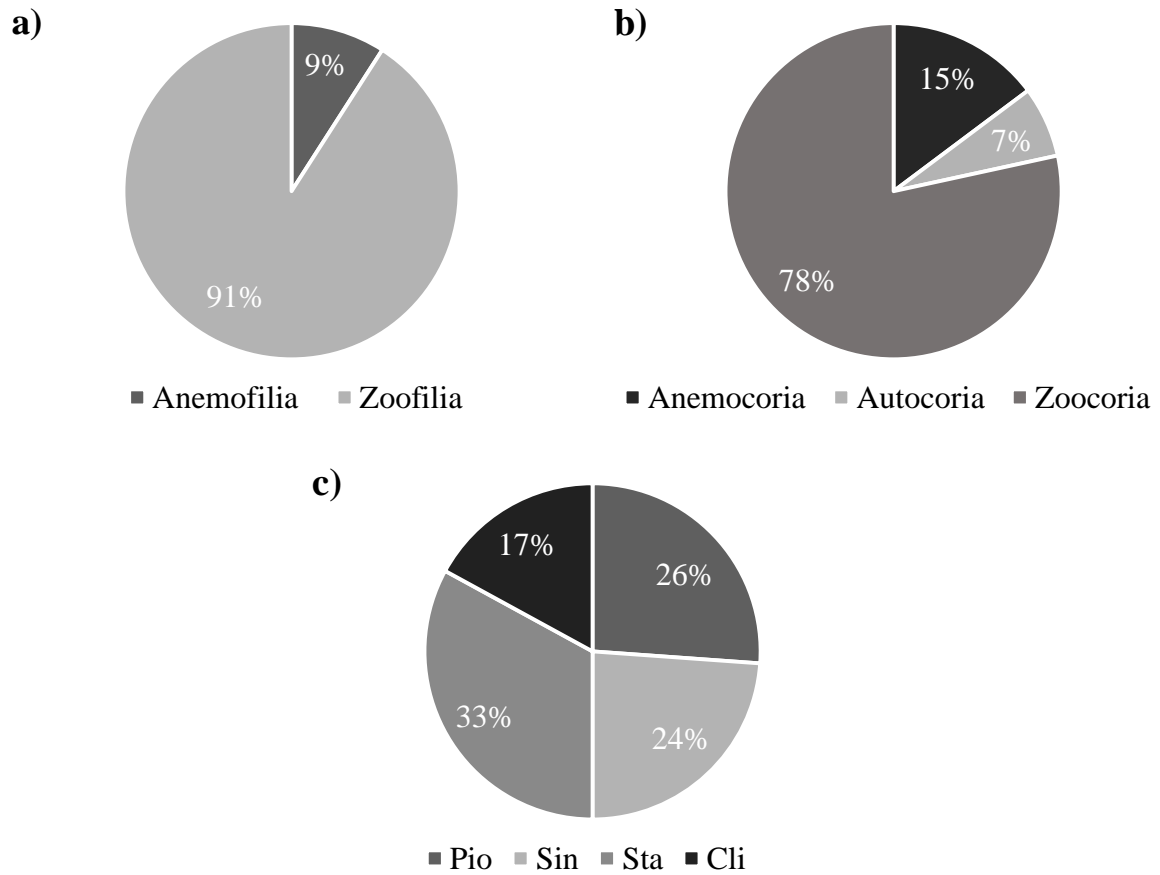 a)
9%
91%
Anemofilia Zoofilia
b)
15%
7%
78%
Anemocoria Autocoria Zoocoria
c)
17%
26%
33%
24%
Pio Sin Sta Cli